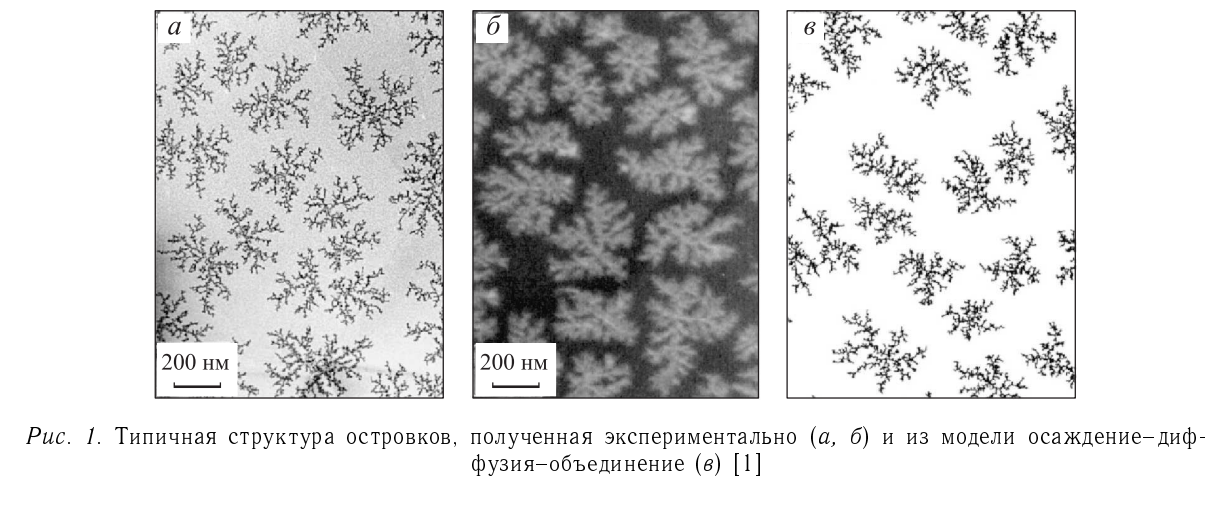 а
б
в
200 нм
200 нм
Рис. 1. Типичная структура островков, полученная экспериментально (а, б) и из модели осаждение–диф-
фузия–объединение (в) [1]